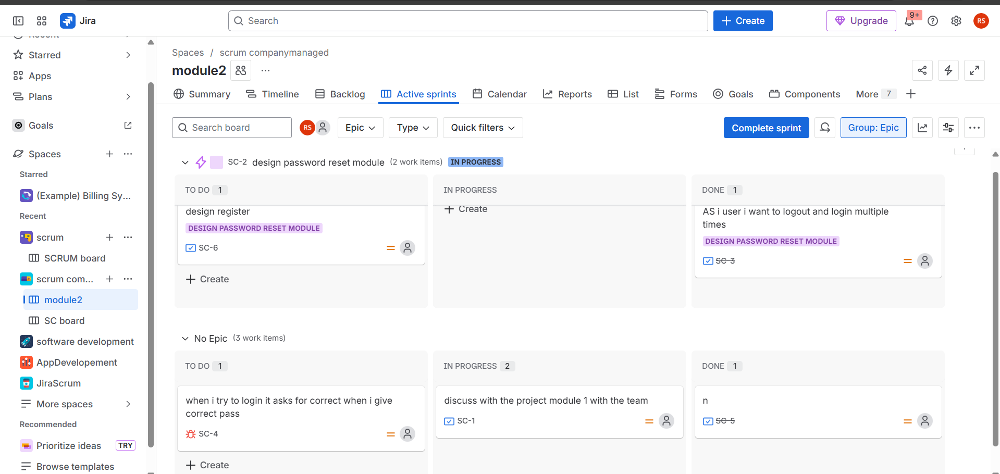 Jira
Search
Create
Upgrade
9+
RS
Recent
Starred
Apps
Plans
Goals
Spaces
Starred
(Example) Billing Sy...
Recent
scrum
SCRUM board
scrum com...
module2
SC board
software development
AppDevelopement
JiraScrum
More spaces
Recommended
Prioritize ideas TRY
Browse templates
Spaces / scrum companymanaged
module2
Summary Timeline Backlog Active sprints Calendar Reports List Forms Goals Components More 7
Search board RS Epic Type Quick filters Complete sprint Group: Epic
SC-2 design password reset module (2 work items) IN PROGRESS
TO DO 1
design register
DESIGN PASSWORD RESET MODULE
SC-6
Create
IN PROGRESS
Create
DONE 1
AS i user i want to logout and login multiple
times
DESIGN PASSWORD RESET MODULE
SC-3
No Epic (3 work items)
TO DO 1
when i try to login it asks for correct when i give
correct pass
SC-4
Create
IN PROGRESS 2
discuss with the project module 1 with the team
SC-1
DONE 1
n
SC-5